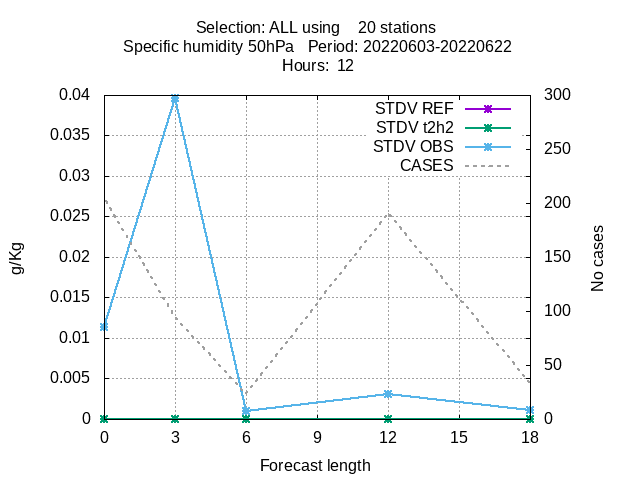 Selection: ALL using    20 stations
Specific humidity 50hPa   Period: 20220603-20220622
Hours:  12
STDV REF
STDV t2h2
STDV OBS
CASES
0.04
0.035
0.03
0.025
0.02
0.015
0.01
0.005
0
g/Kg
300
250
200
150
100
50
0
No cases
0 3 6 9 12 15 18
Forecast length